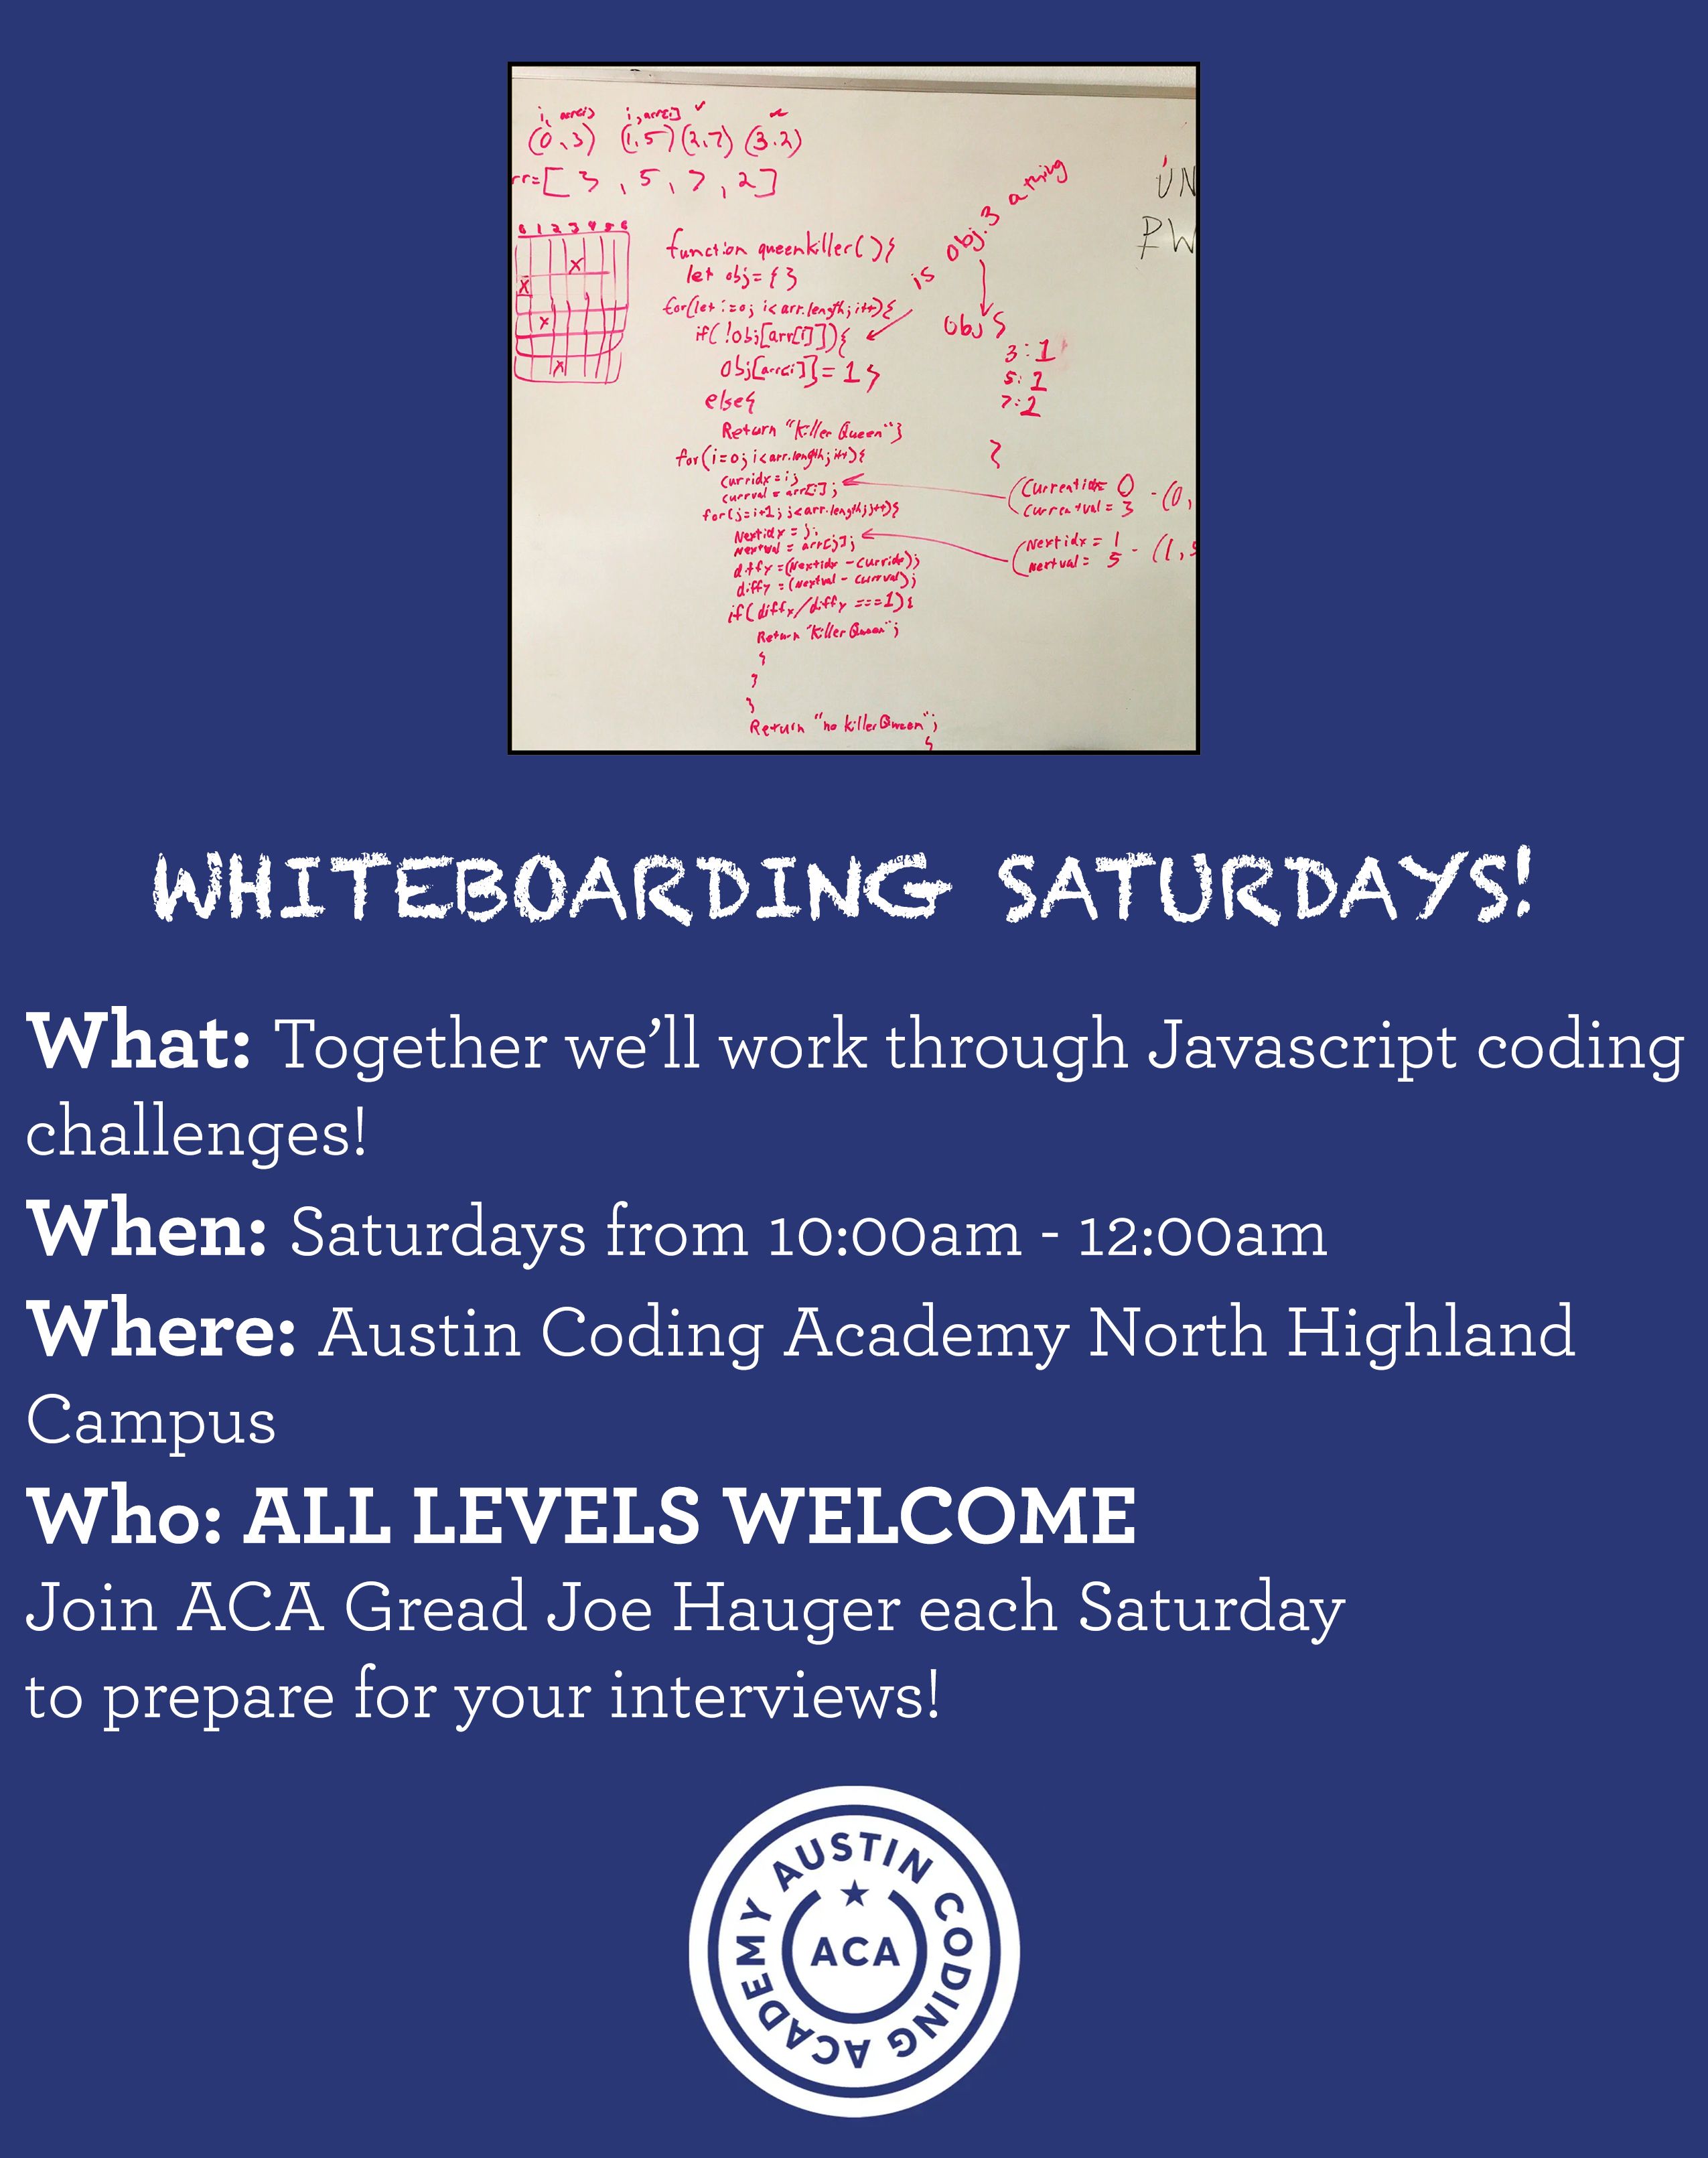 i, arr[i] i, arr[i]
(0,3) (1,5) (2,7) (3.2)
rr=[3, 5, 7, 2]
0 1 2 3 4 5 6
X
X
X
X
is obj.3 a thing
UN
PW
function queenkiller(){
let obj={}
for(let i=0; i<arr.length; i++){
if(!obj[arr[i]]){
obj[arr[i]]=1}
else{
Return "Killer Queen"}
for(i=0; i<arr.length; i++){
curridx = i;
currval = arr[i];
for(j=i+1; j<arr.length; j++){
Nextidx = j;
Nextval = arr[j];
diffx = (Nextidx - curridx);
diffy = (Nextval - currval);
if(diffx/diffy ===1){
Return "Killer Queen";
}
}
}
Return "no killer Queen";
}
obj {
3:1
5:1
7:1
}
(Currentidx= 0 - (0,
Currentval = 3
(Nextidx = 1 - (1, 5
nextval = 5
WHITEBOARDING SATURDAYS!
What: Together we’ll work through Javascript coding
challenges!
When: Saturdays from 10:00am - 12:00am
Where: Austin Coding Academy North Highland
Campus
Who: ALL LEVELS WELCOME
Join ACA Gread Joe Hauger each Saturday
to prepare for your interviews!
AUSTIN CODING ACADEMY
ACA